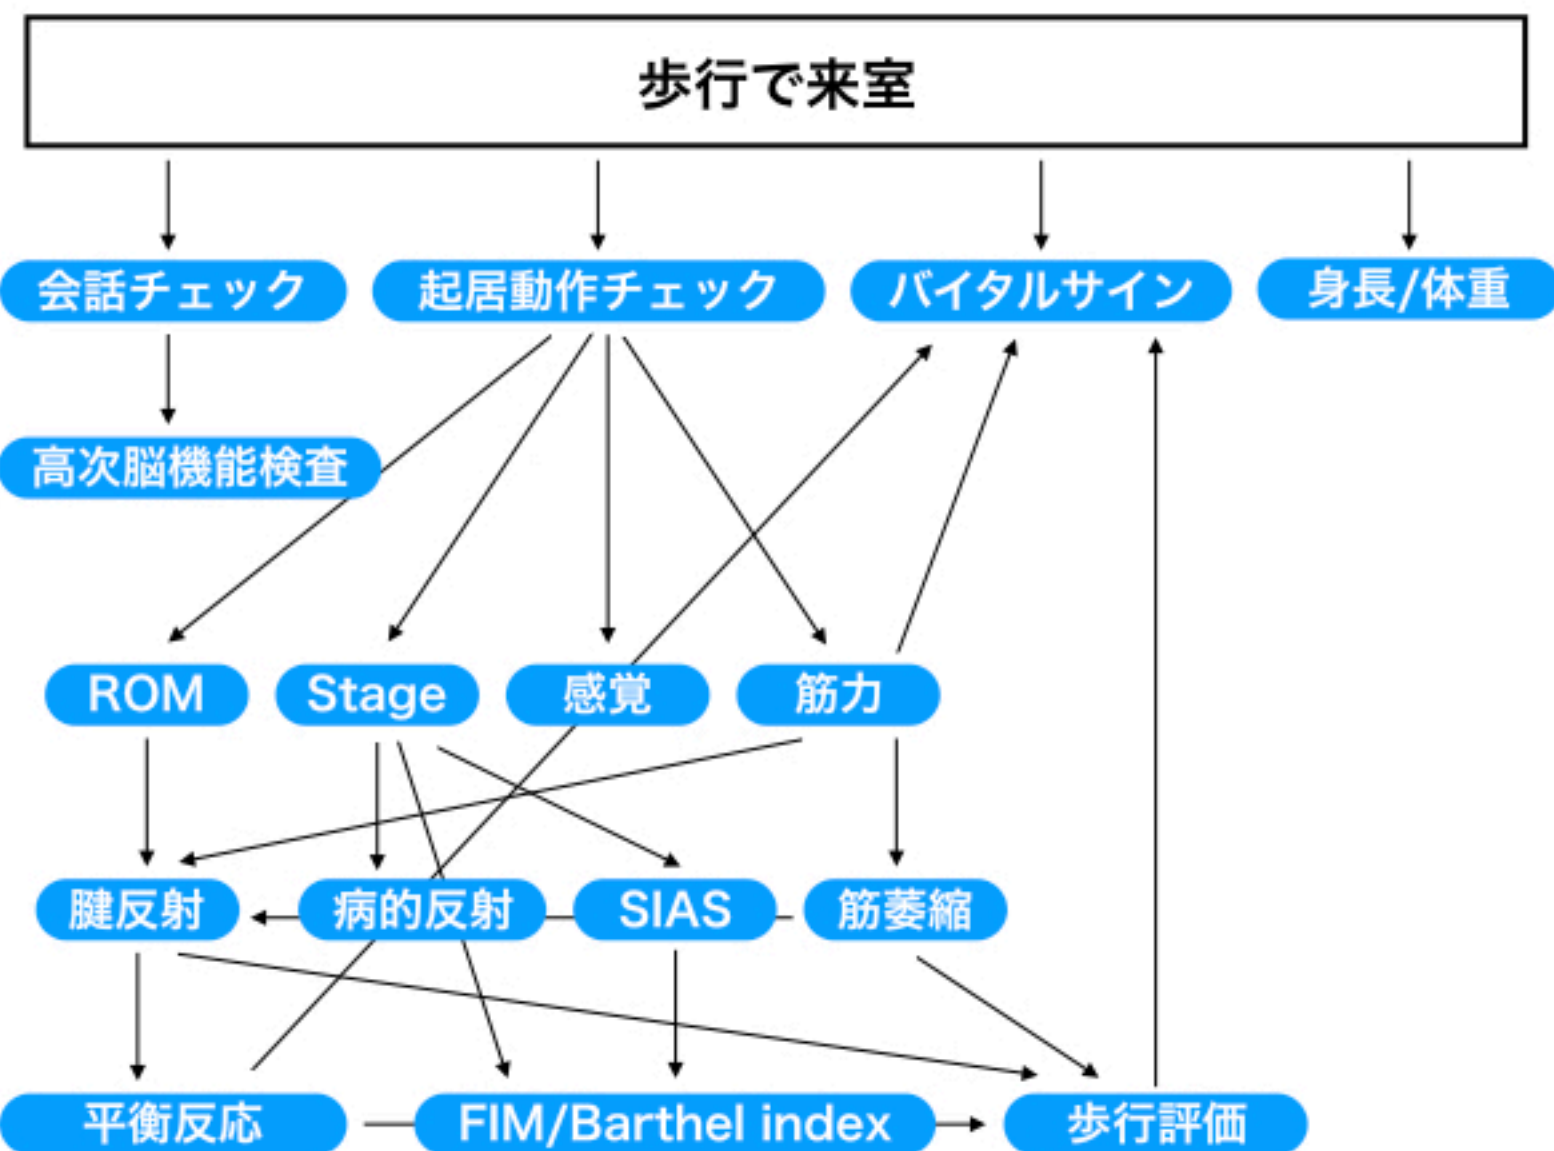 歩行で来室
会話チェック
起居動作チェック
バイタルサイン
身長/体重
高次脳機能検査
ROM
Stage
感覚
筋力
腱反射
病的反射
SIAS
筋萎縮
平衡反応
FIM/Barthel index
歩行評価